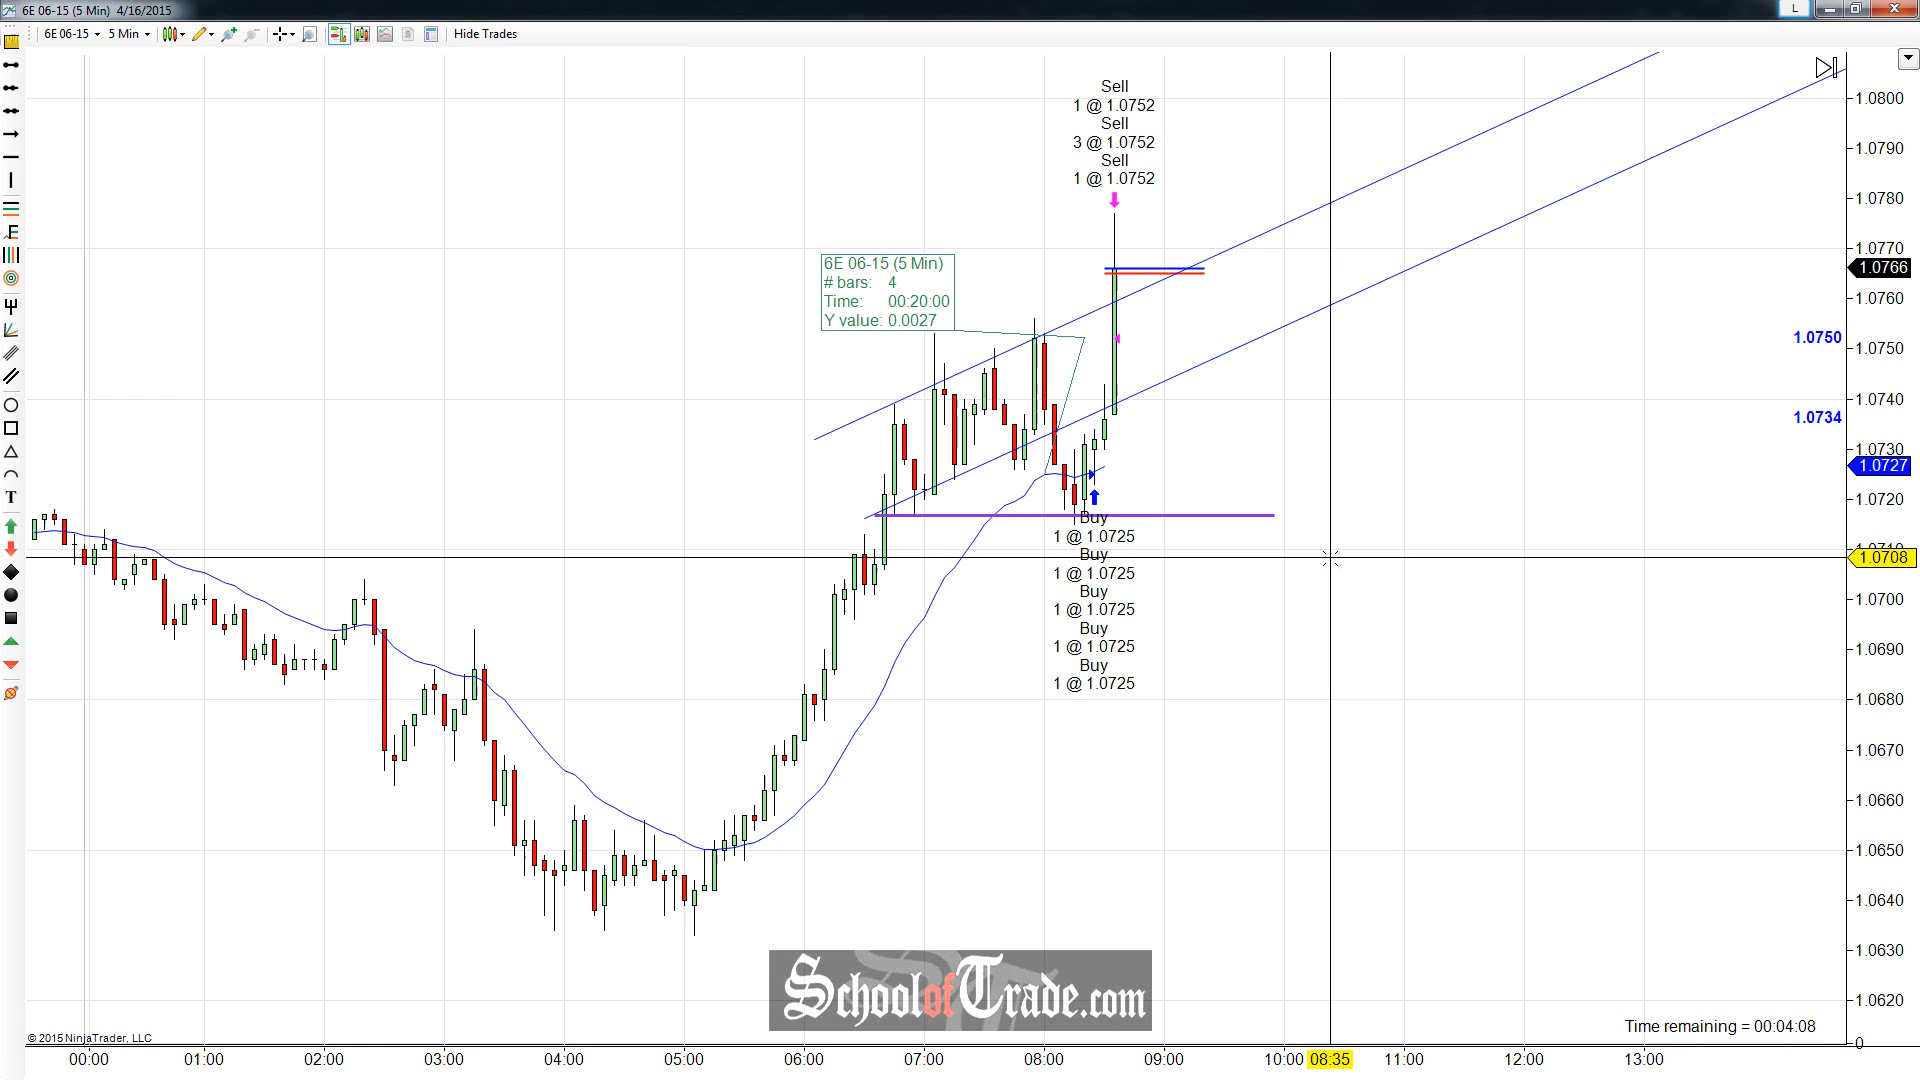 6E 06-15 (5 Min)  4/16/2015
L
6E 06-15
5 Min
Hide Trades
Sell
1 @ 1.0752
Sell
3 @ 1.0752
Sell
1 @ 1.0752
6E 06-15 (5 Min)
# bars: 4
Time: 00:20:00
Y value: 0.0027
Buy
1 @ 1.0725
Buy
1 @ 1.0725
Buy
1 @ 1.0725
Buy
1 @ 1.0725
Buy
1 @ 1.0725
1.0750
1.0734
1.0800
1.0790
1.0780
1.0770
1.0766
1.0760
1.0750
1.0740
1.0730
1.0727
1.0720
1.0710
1.0708
1.0700
1.0690
1.0680
1.0670
1.0660
1.0650
1.0640
1.0630
1.0620
0
SchoolofTrade.com
Time remaining = 00:04:08
© 2015 NinjaTrader, LLC
00:00 01:00 02:00 03:00 04:00 05:00 06:00 07:00 08:00 09:00 10:00 08:35 11:00 12:00 13:00